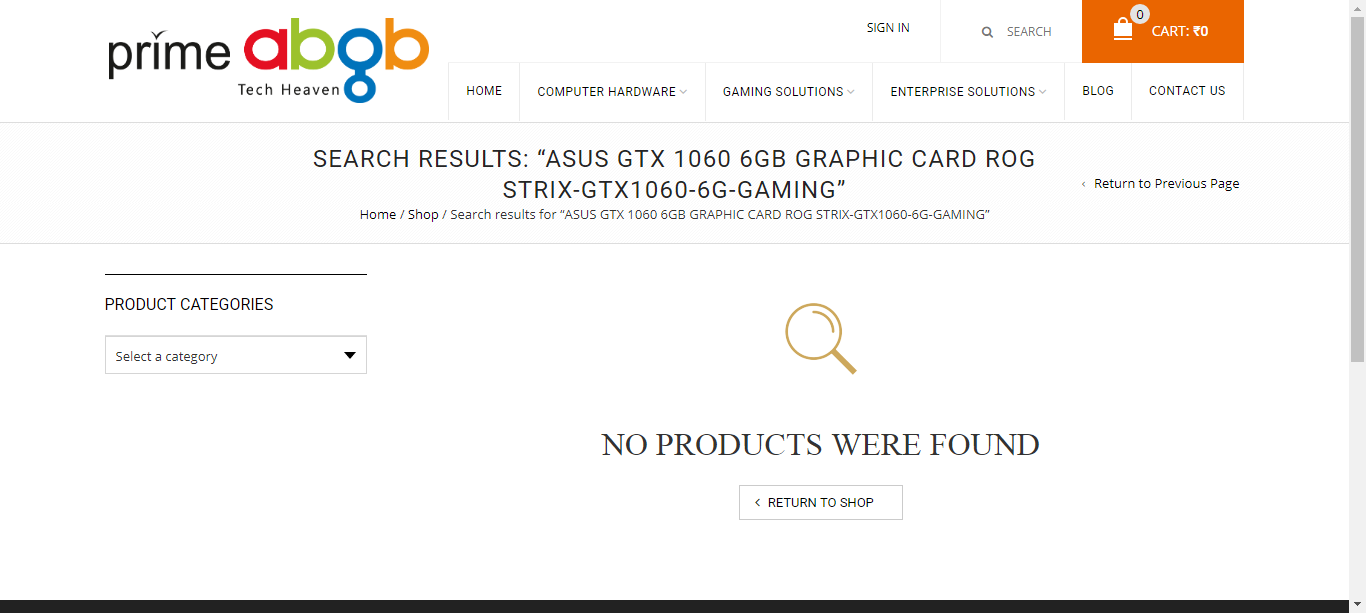 prime abgb
Tech Heaven
SIGN IN
SEARCH
0
CART: ₹0
HOME
COMPUTER HARDWARE
GAMING SOLUTIONS
ENTERPRISE SOLUTIONS
BLOG
CONTACT US
SEARCH RESULTS: “ASUS GTX 1060 6GB GRAPHIC CARD ROG
STRIX-GTX1060-6G-GAMING”
‹ Return to Previous Page
Home / Shop / Search results for “ASUS GTX 1060 6GB GRAPHIC CARD ROG STRIX-GTX1060-6G-GAMING”
PRODUCT CATEGORIES
Select a category
NO PRODUCTS WERE FOUND
RETURN TO SHOP